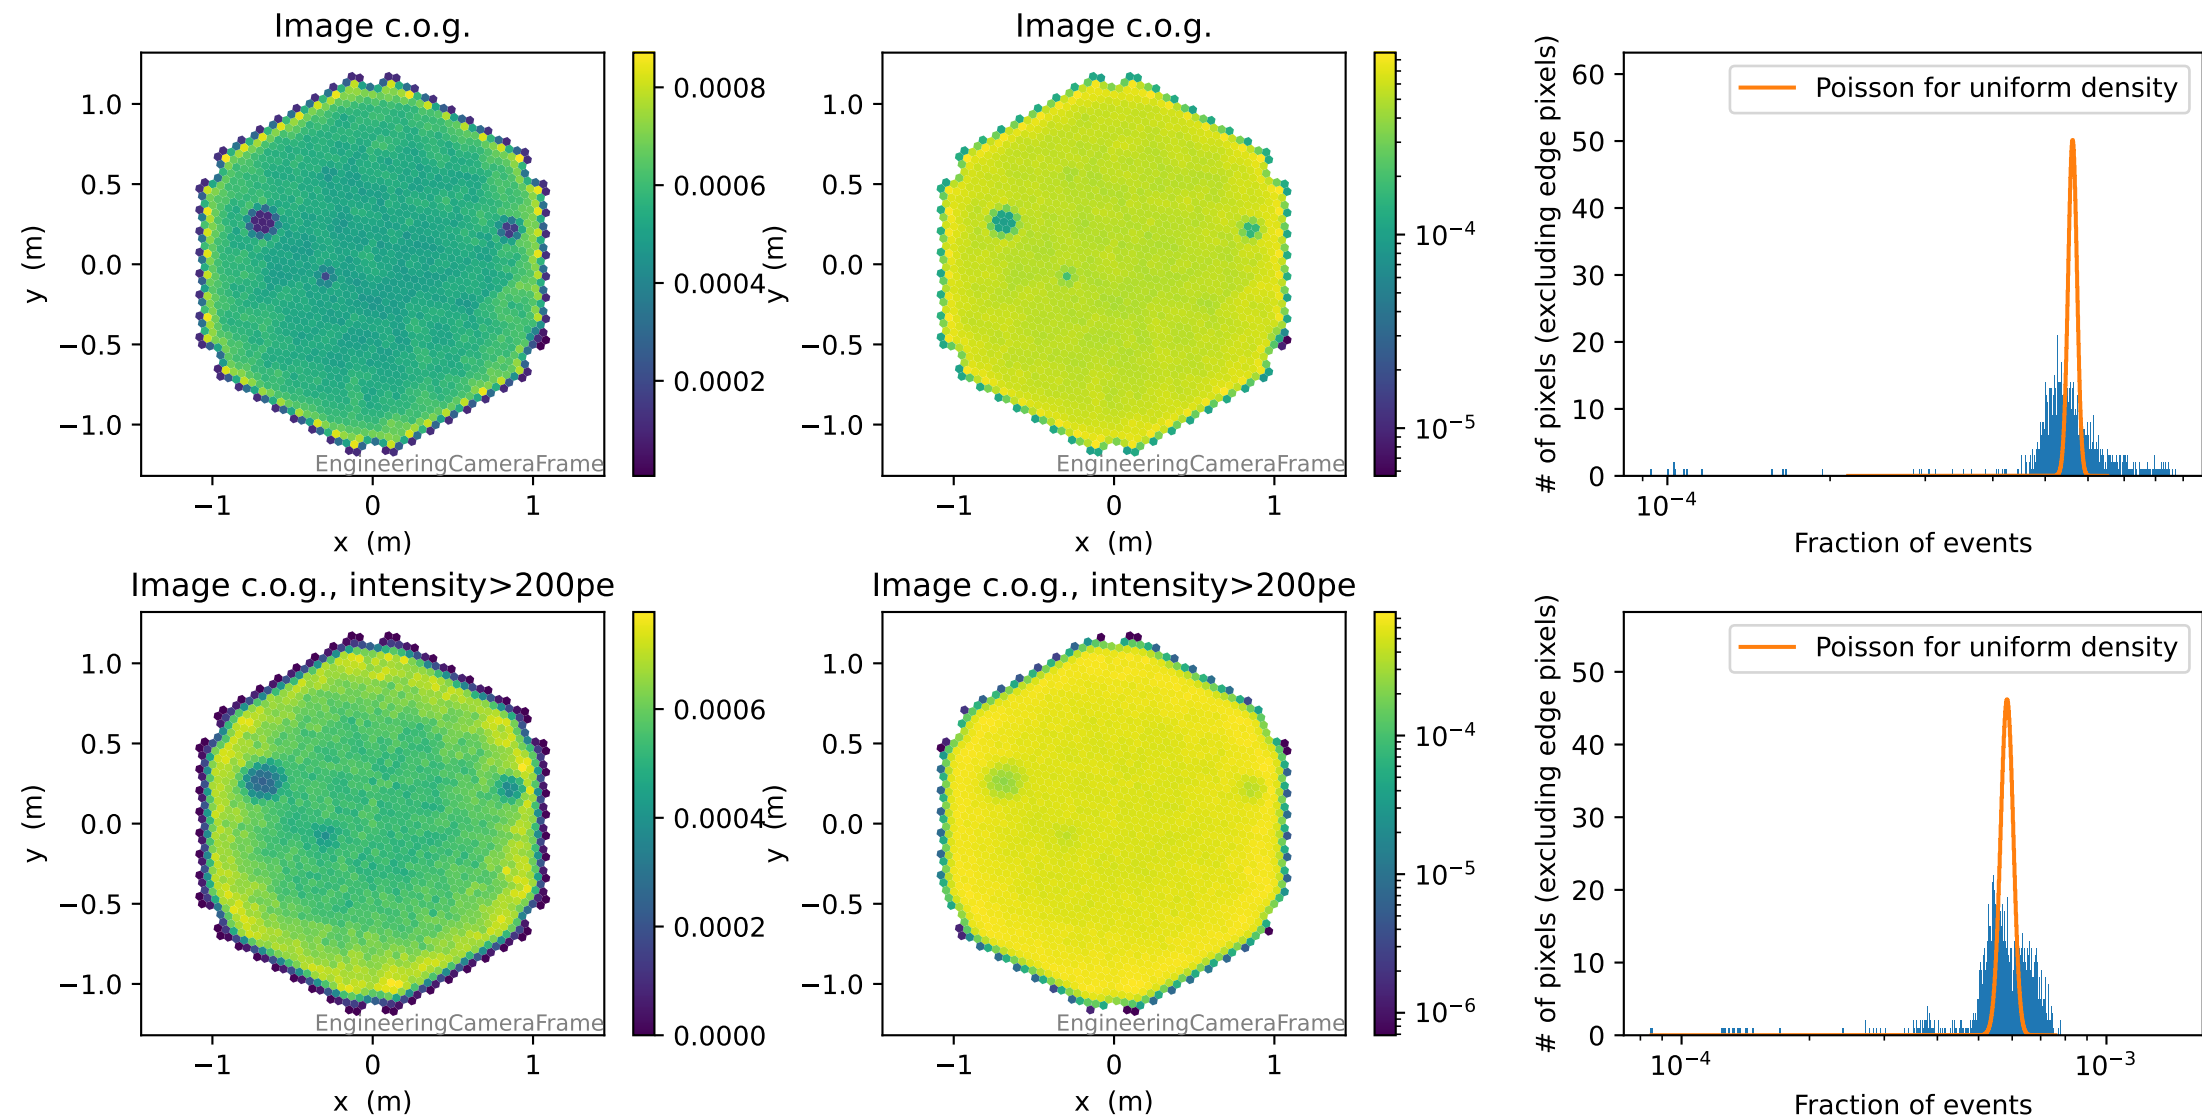 Image c.o.g.
1.0
0.5
0.0
−0.5
−1.0
y (m)
−1
0
1
x (m)
EngineeringCameraFrame
0.0008
0.0006
0.0004
0.0002
Image c.o.g.
1.0
0.5
0.0
−0.5
−1.0
y (m)
−1
0
1
x (m)
EngineeringCameraFrame
10⁻⁴
10⁻⁵
# of pixels (excluding edge pixels)
60
50
40
30
20
10
0
Poisson for uniform density
10⁻⁴
Fraction of events
Image c.o.g., intensity>200pe
1.0
0.5
0.0
−0.5
−1.0
y (m)
−1
0
1
x (m)
EngineeringCameraFrame
0.0006
0.0004
0.0002
0.0000
Image c.o.g., intensity>200pe
1.0
0.5
0.0
−0.5
−1.0
y (m)
−1
0
1
x (m)
EngineeringCameraFrame
10⁻⁴
10⁻⁵
10⁻⁶
# of pixels (excluding edge pixels)
50
40
30
20
10
0
Poisson for uniform density
10⁻⁴
10⁻³
Fraction of events